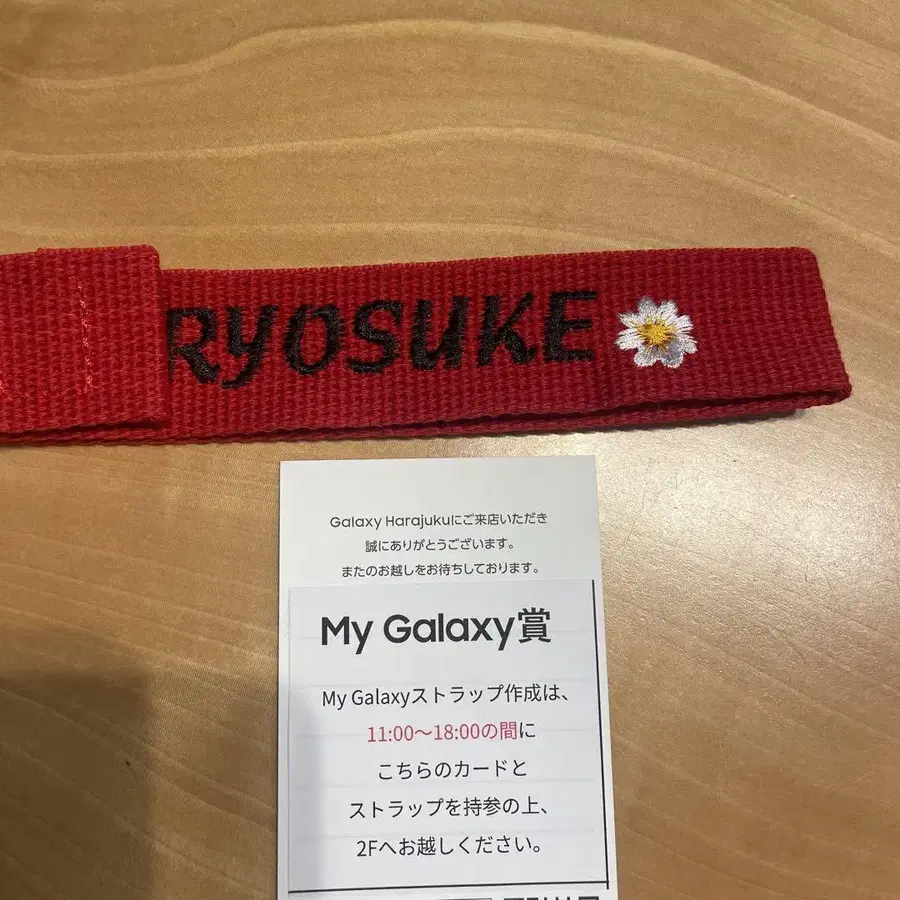 RYOSUKE
Galaxy Harajukuにご来店いただき
誠にありがとうございます。
またのお越しをお待ちしております。
My Galaxy賞
My Galaxyストラップ作成は、
11:00～18:00の間に
こちらのカードと
ストラップを持参の上、
2Fへお越しください。